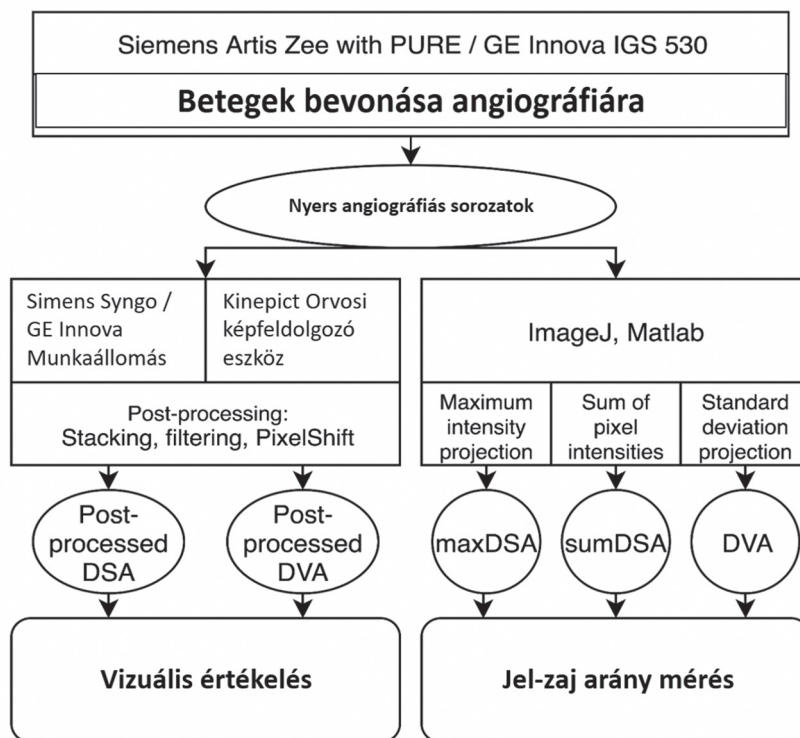 Siemens Artis Zee with PURE / GE Innova IGS 530
Betegek bevonása angiográfiára
Nyers angiográfiás sorozatok
Simens Syngo /
GE Innova
Munkaállomás
Kinepict Orvosi
képfeldolgozó
eszköz
Post-processing:
Stacking, filtering, PixelShift
ImageJ, Matlab
Maximum
intensity
projection
Sum of
pixel
intensities
Standard
deviation
projection
Post-
processed
DSA
Post-
processed
DVA
maxDSA
sumDSA
DVA
Vizuális értékelés
Jel-zaj arány mérés